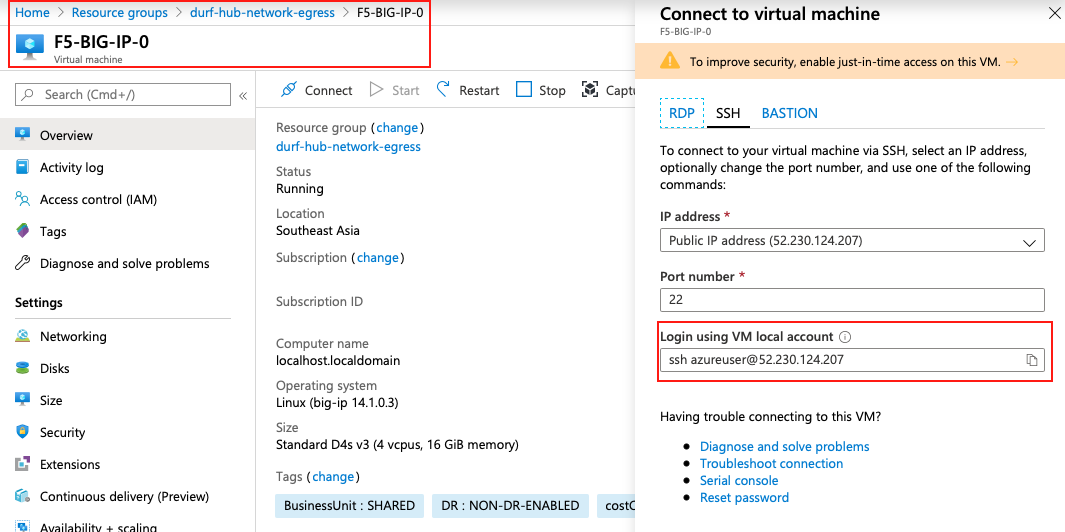 Home > Resource groups > durf-hub-network-egress > F5-BIG-IP-0
F5-BIG-IP-0
Virtual machine
Search (Cmd+/)
«
Overview
Activity log
Access control (IAM)
Tags
Diagnose and solve problems
Settings
Networking
Disks
Size
Security
Extensions
Continuous delivery (Preview)
Availability + scaling
Connect
Start
Restart
Stop
Captu
Resource group (change)
durf-hub-network-egress
Status
Running
Location
Southeast Asia
Subscription (change)
Subscription ID
Computer name
localhost.localdomain
Operating system
Linux (big-ip 14.1.0.3)
Size
Standard D4s v3 (4 vcpus, 16 GiB memory)
Tags (change)
BusinessUnit : SHARED
DR : NON-DR-ENABLED
costC
Connect to virtual machine
F5-BIG-IP-0
To improve security, enable just-in-time access on this VM. →
RDP
SSH
BASTION
To connect to your virtual machine via SSH, select an IP address,
optionally change the port number, and use one of the following
commands:
IP address *
Public IP address (52.230.124.207)
Port number *
22
Login using VM local account
ssh azureuser@52.230.124.207
Having trouble connecting to this VM?
• Diagnose and solve problems
• Troubleshoot connection
• Serial console
• Reset password